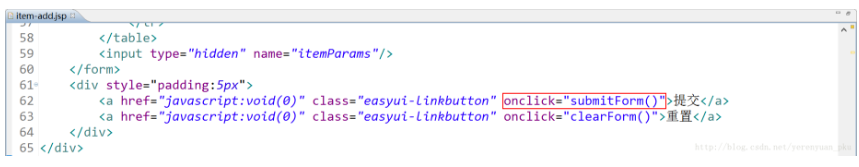 item-add.jsp
57 </tr>
58 </table>
59 <input type="hidden" name="itemParams"/>
60 </form>
61 <div style="padding:5px">
62 <a href="javascript:void(0)" class="easyui-linkbutton" onclick="submitForm()">提交</a>
63 <a href="javascript:void(0)" class="easyui-linkbutton" onclick="clearForm()">重置</a>
64 </div>
65 </div>
http://blog.csdn.net/yerenyuan_pku